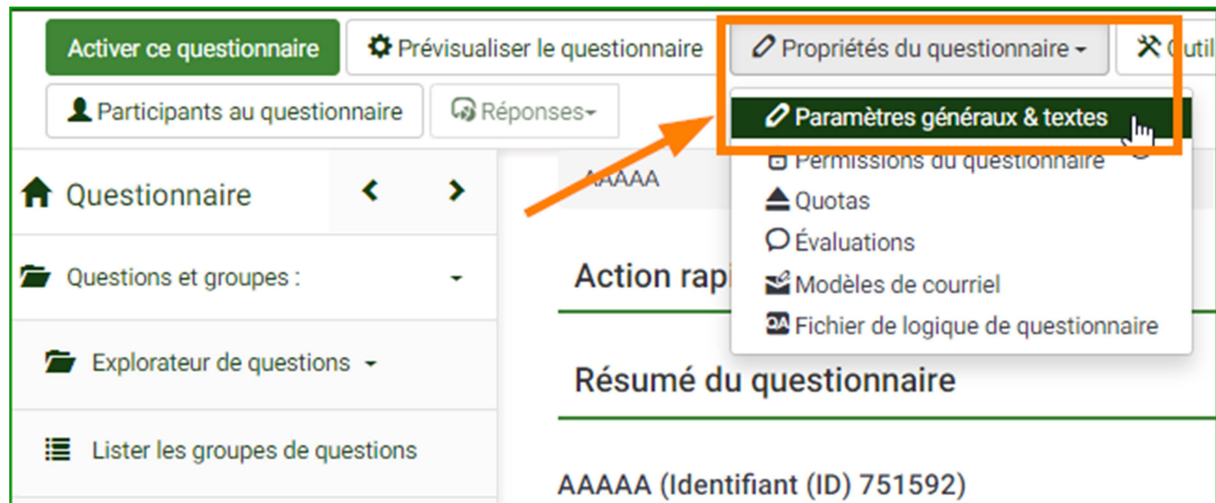 Activer ce questionnaire
Prévisualiser le questionnaire
Propriétés du questionnaire
Outil
Participants au questionnaire
Réponses
Paramètres généraux & textes
Permissions du questionnaire
Quotas
Évaluations
Modèles de courriel
Fichier de logique de questionnaire
Questionnaire
Questions et groupes :
Explorateur de questions
Lister les groupes de questions
AAAAA
Action rapi
Résumé du questionnaire
AAAAA (Identifiant (ID) 751592)